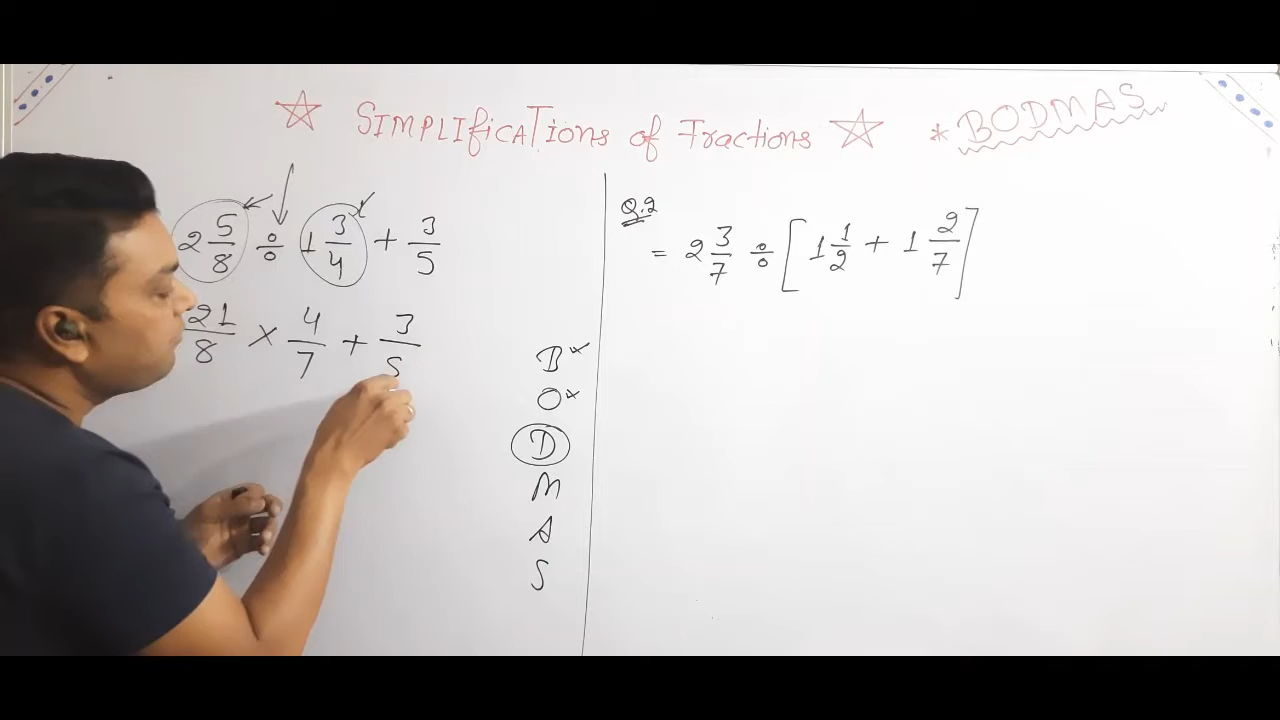 ☆ SIMPLIfiCATIons of Fractions ☆ * BODMAS
2 5/8 ÷ 1 3/4 + 3/5
21/8 × 4/7 + 3/5
B×
O×
D
M
A
S
Q.2
= 2 3/7 ÷ [1 1/2 + 1 2/7]